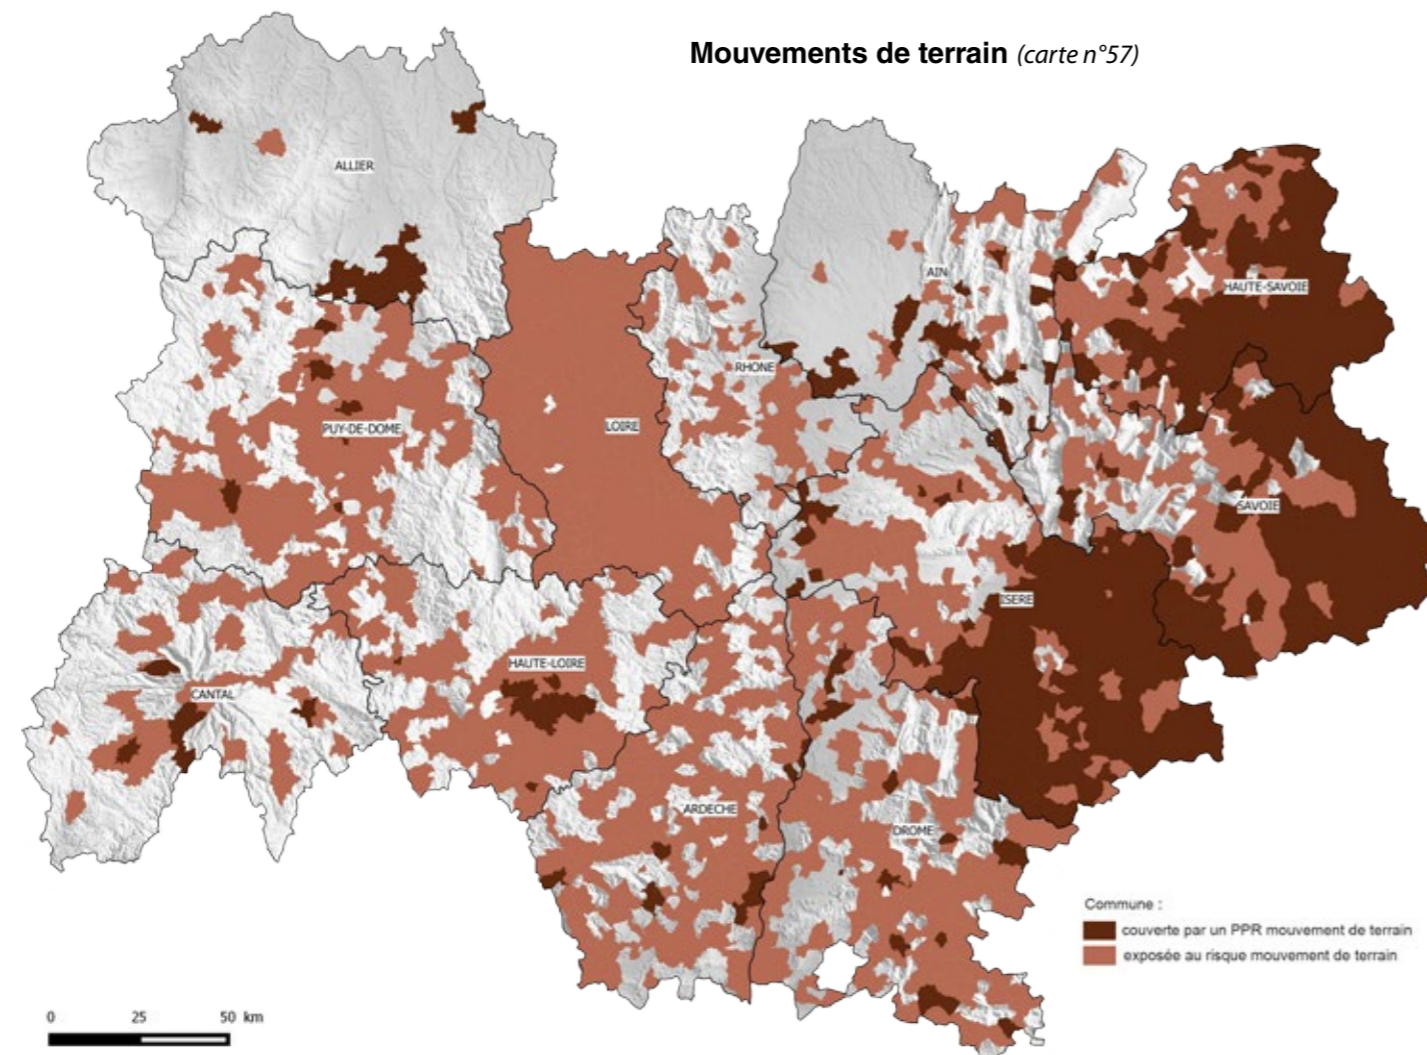 Mouvements de terrain (carte n°57)
ALLIER
AIN
HAUTE-SAVOIE
RHONE
PUY-DE-DOME
LOIRE
SAVOIE
ISERE
HAUTE-LOIRE
CANTAL
ARDECHE
DROME
Commune :
couverte par un PPR mouvement de terrain
exposée au risque mouvement de terrain
0 25 50 km